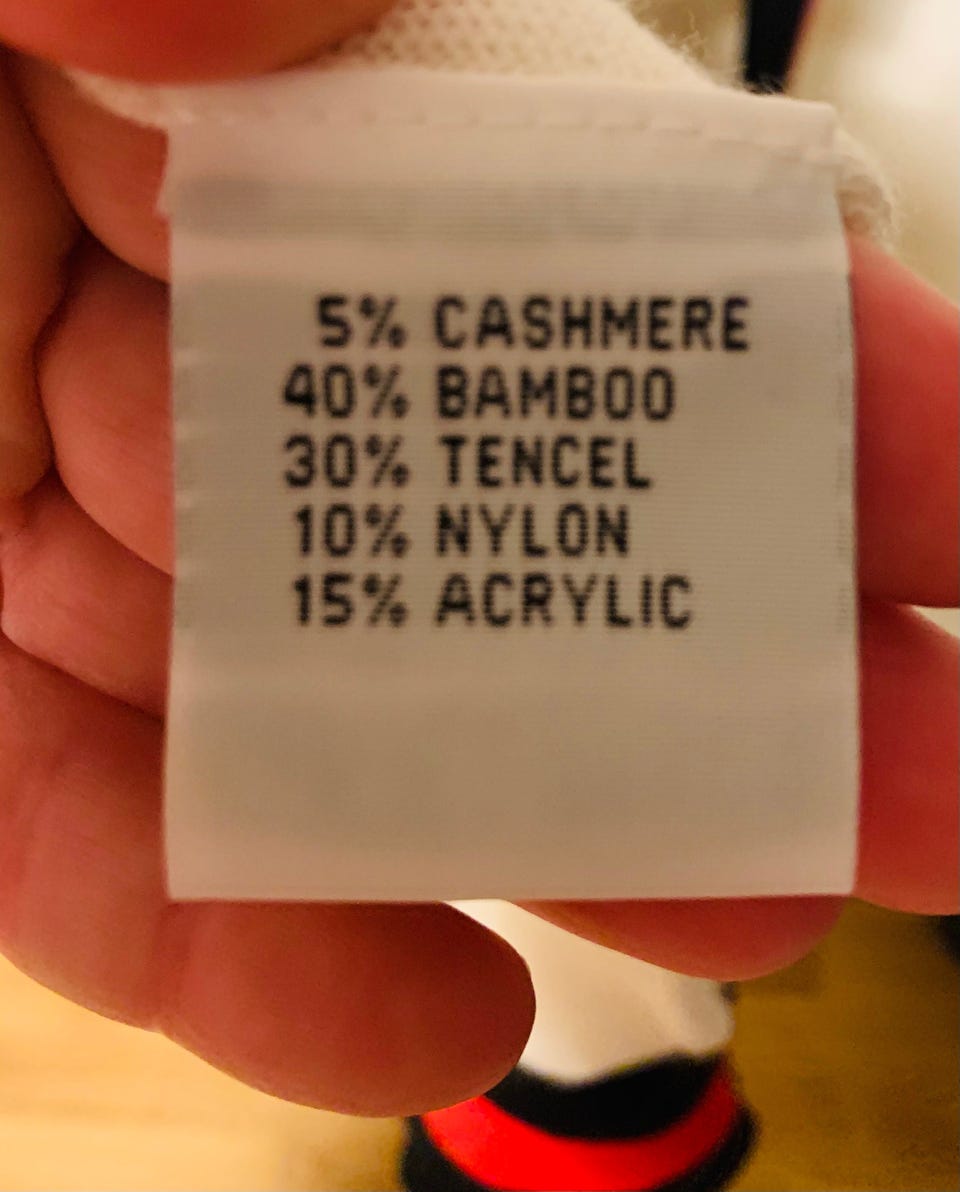 5% CASHMERE
40% BAMBOO
30% TENCEL
10% NYLON
15% ACRYLIC